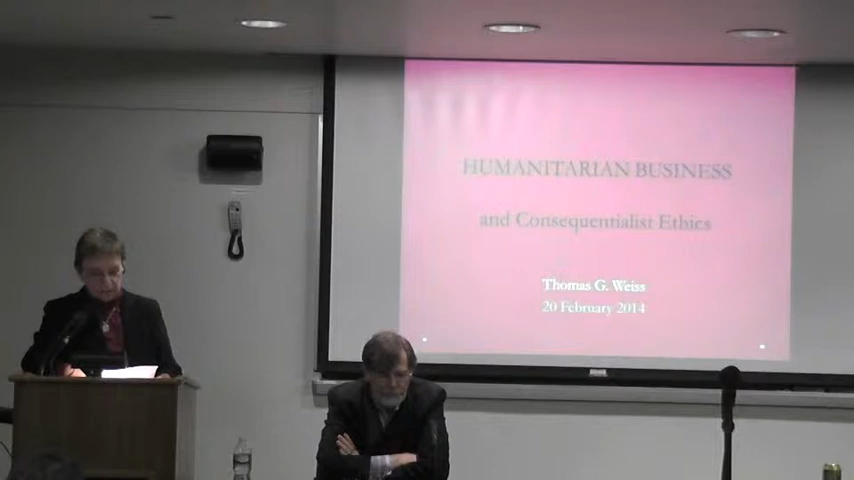 HUMANITARIAN BUSINESS
and Consequentialist Ethics
Thomas G. Weiss
20 February 2014